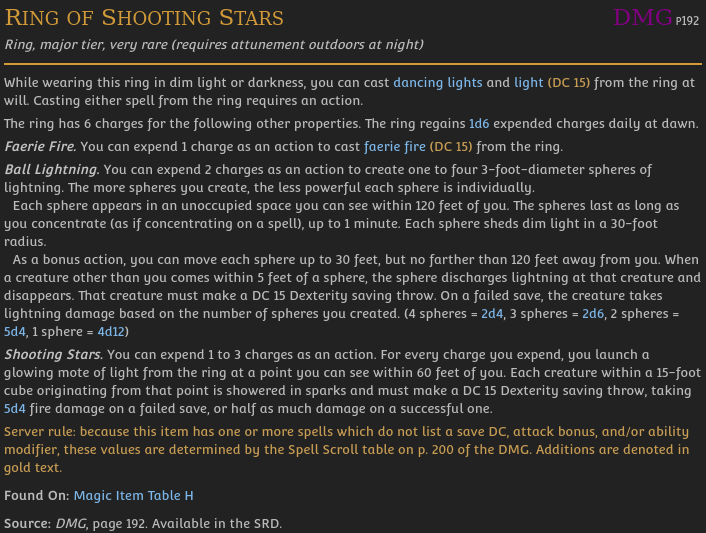 Ring of Shooting Stars DMG P192
Ring, major tier, very rare (requires attunement outdoors at night)
While wearing this ring in dim light or darkness, you can cast dancing lights and light (DC 15) from the ring at
will. Casting either spell from the ring requires an action.
The ring has 6 charges for the following other properties. The ring regains 1d6 expended charges daily at dawn.
Faerie Fire. You can expend 1 charge as an action to cast faerie fire (DC 15) from the ring.
Ball Lightning. You can expend 2 charges as an action to create one to four 3-foot-diameter spheres of
lightning. The more spheres you create, the less powerful each sphere is individually.
Each sphere appears in an unoccupied space you can see within 120 feet of you. The spheres last as long as
you concentrate (as if concentrating on a spell), up to 1 minute. Each sphere sheds dim light in a 30-foot
radius.
As a bonus action, you can move each sphere up to 30 feet, but no farther than 120 feet away from you. When
a creature other than you comes within 5 feet of a sphere, the sphere discharges lightning at that creature and
disappears. That creature must make a DC 15 Dexterity saving throw. On a failed save, the creature takes
lightning damage based on the number of spheres you created. (4 spheres = 2d4, 3 spheres = 2d6, 2 spheres =
5d4, 1 sphere = 4d12)
Shooting Stars. You can expend 1 to 3 charges as an action. For every charge you expend, you launch a
glowing mote of light from the ring at a point you can see within 60 feet of you. Each creature within a 15-foot
cube originating from that point is showered in sparks and must make a DC 15 Dexterity saving throw, taking
5d4 fire damage on a failed save, or half as much damage on a successful one.
Server rule: because this item has one or more spells which do not list a save DC, attack bonus, and/or ability
modifier, these values are determined by the Spell Scroll table on p. 200 of the DMG. Additions are denoted in
gold text.
Found On: Magic Item Table H
Source: DMG, page 192. Available in the SRD.